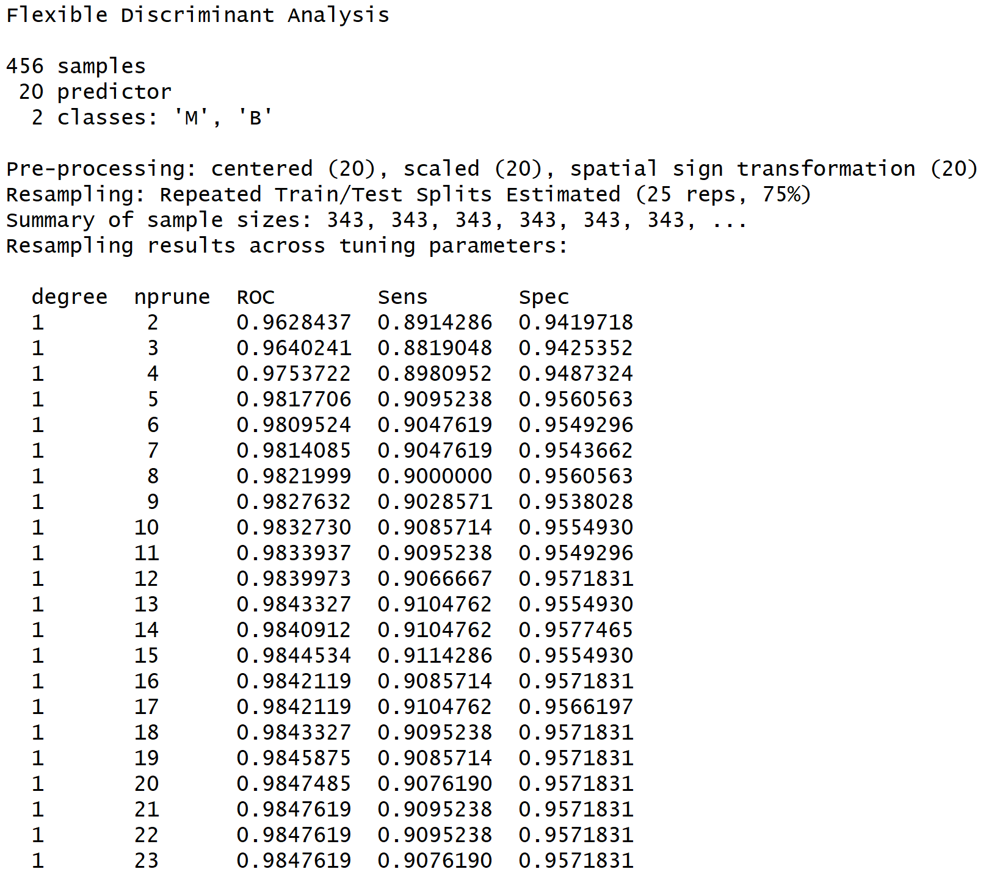 Flexible Discriminant Analysis
456 samples
20 predictor
2 classes: 'M', 'B'
Pre-processing: centered (20), scaled (20), spatial sign transformation (20)
Resampling: Repeated Train/Test Splits Estimated (25 reps, 75%)
Summary of sample sizes: 343, 343, 343, 343, 343, 343, ...
Resampling results across tuning parameters:
degree nprune ROC Sens Spec
1 2 0.9628437 0.8914286 0.9419718
1 3 0.9640241 0.8819048 0.9425352
1 4 0.9753722 0.8980952 0.9487324
1 5 0.9817706 0.9095238 0.9560563
1 6 0.9809524 0.9047619 0.9549296
1 7 0.9814085 0.9047619 0.9543662
1 8 0.9821999 0.9000000 0.9560563
1 9 0.9827632 0.9028571 0.9538028
1 10 0.9832730 0.9085714 0.9554930
1 11 0.9833937 0.9095238 0.9549296
1 12 0.9839973 0.9066667 0.9571831
1 13 0.9843327 0.9104762 0.9554930
1 14 0.9840912 0.9104762 0.9577465
1 15 0.9844534 0.9114286 0.9554930
1 16 0.9842119 0.9085714 0.9571831
1 17 0.9842119 0.9104762 0.9566197
1 18 0.9843327 0.9095238 0.9571831
1 19 0.9845875 0.9085714 0.9571831
1 20 0.9847485 0.9076190 0.9571831
1 21 0.9847619 0.9095238 0.9571831
1 22 0.9847619 0.9095238 0.9571831
1 23 0.9847619 0.9076190 0.9571831